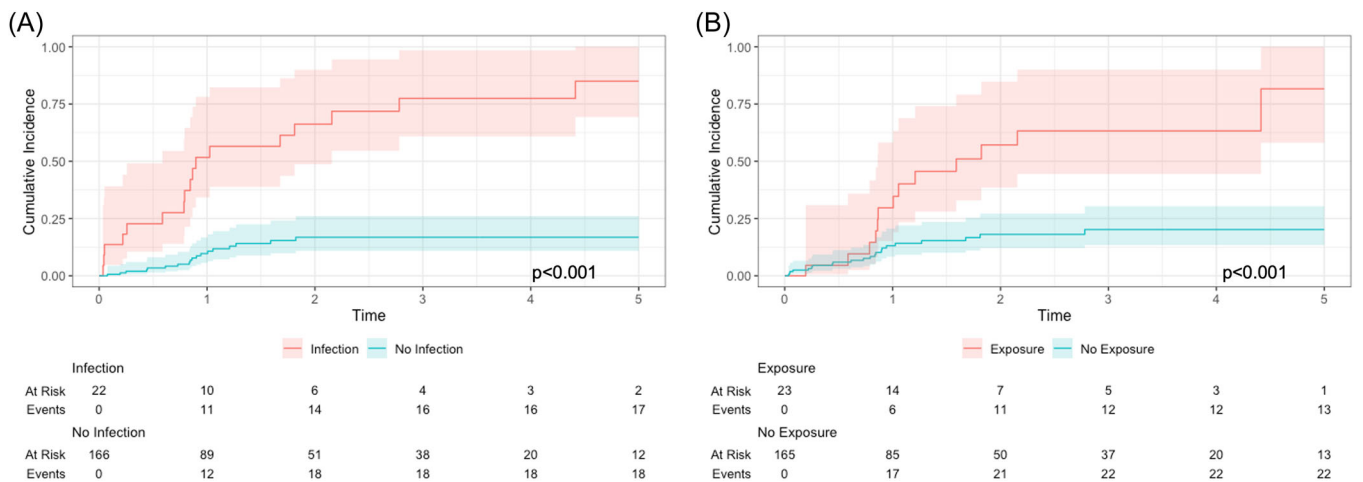 (A)
Cumulative Incidence
1.00
0.75
0.50
0.25
0.00
p<0.001
0 1 2 3 4 5
Time
Infection No Infection
Infection
At Risk 22 10 6 4 3 2
Events 0 11 14 16 16 17
No Infection
At Risk 166 89 51 38 20 12
Events 0 12 18 18 18 18
(B)
Cumulative Incidence
1.00
0.75
0.50
0.25
0.00
p<0.001
0 1 2 3 4 5
Time
Exposure No Exposure
Exposure
At Risk 23 14 7 5 3 1
Events 0 6 11 12 12 13
No Exposure
At Risk 165 85 50 37 20 13
Events 0 17 21 22 22 22